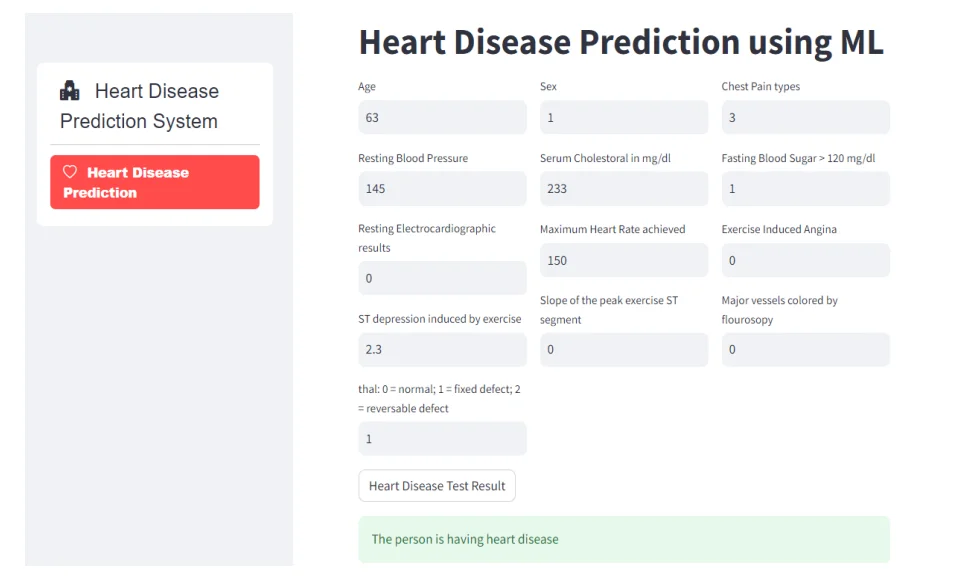 Heart Disease
Prediction System
Heart Disease
Prediction
Heart Disease Prediction using ML
Age
63
Sex
1
Chest Pain types
3
Resting Blood Pressure
145
Serum Cholestoral in mg/dl
233
Fasting Blood Sugar > 120 mg/dl
1
Resting Electrocardiographic
results
0
Maximum Heart Rate achieved
150
Exercise Induced Angina
0
ST depression induced by exercise
2.3
Slope of the peak exercise ST
segment
0
Major vessels colored by
flourosopy
0
thal: 0 = normal; 1 = fixed defect; 2
= reversable defect
1
Heart Disease Test Result
The person is having heart disease